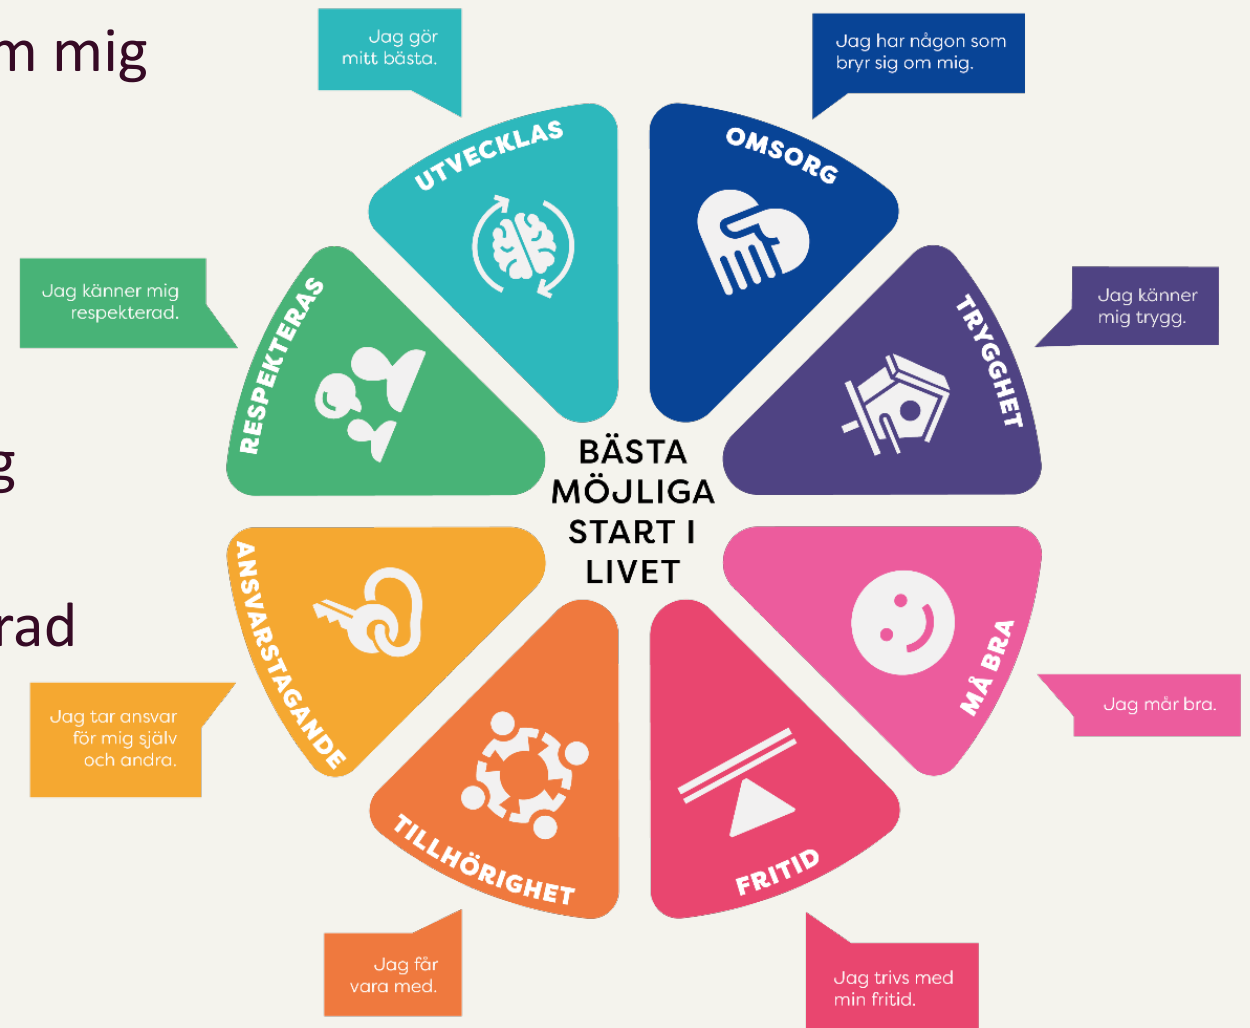 m mig
g
rad
Jag gör
mitt bästa.
Jag har någon som
bryr sig om mig.
UTVECKLAS
OMSORG
Jag känner mig
respekterad.
RESPEKTERAS
TRYGGHET
Jag känner
mig trygg.
BÄSTA
MÖJLIGA
START I
LIVET
ANSVARSTAGANDE
MÅ BRA
Jag tar ansvar
för mig själv
och andra.
Jag mår bra.
TILLHÖRIGHET
FRITID
Jag får
vara med.
Jag trivs med
min fritid.